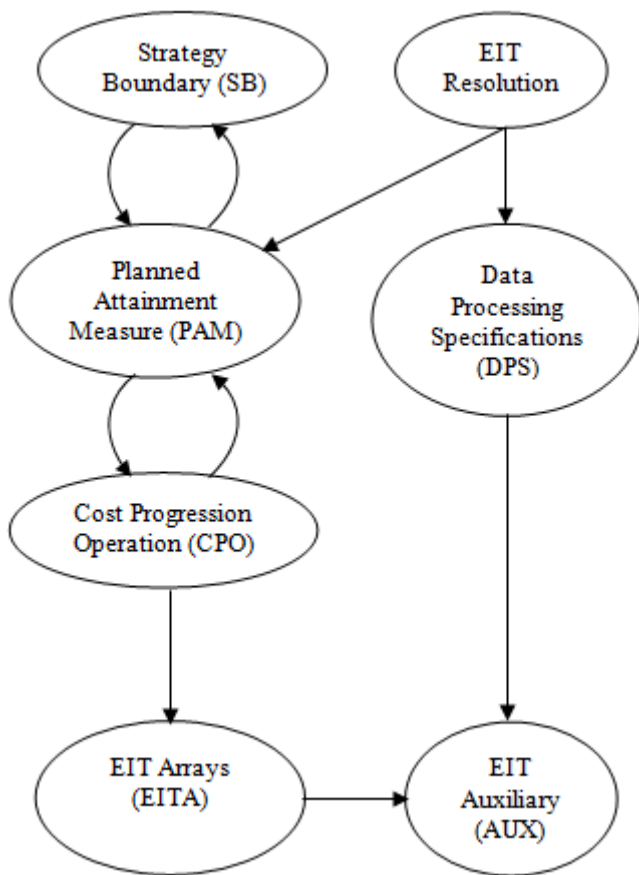 Strategy
Boundary (SB)
EIT
Resolution
Planned
Attainment
Measure (PAM)
Data
Processing
Specifications
(DPS)
Cost Progression
Operation (CPO)
EIT Arrays
(EITA)
EIT
Auxiliary
(AUX)